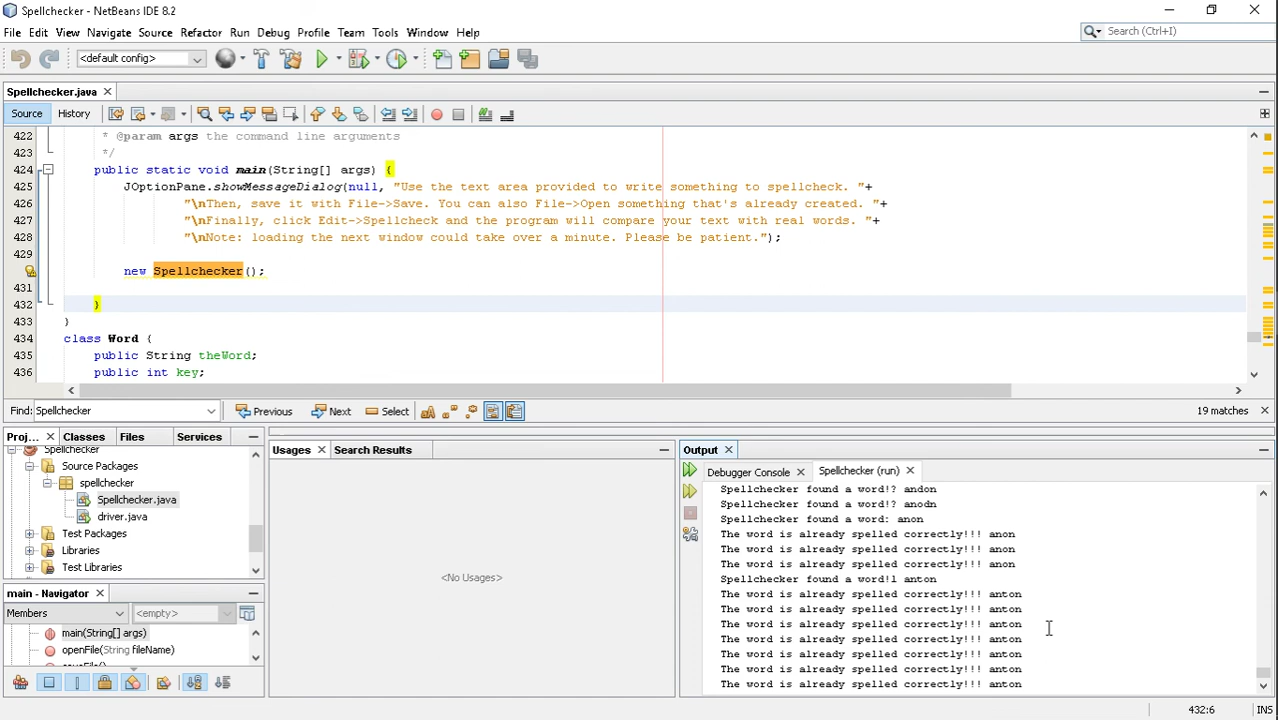 Spellchecker - NetBeans IDE 8.2
File Edit View Navigate Source Refactor Run Debug Profile Team Tools Window Help
Search (Ctrl+I)
<default config>
Spellchecker.java
Source History
422 * @param args the command line arguments
423 */
424 public static void main(String[] args) {
425 JOptionPane.showMessageDialog(null, "Use the text area provided to write something to spellcheck. "+
426 "\nThen, save it with File->Save. You can also File->Open something that's already created. "+
427 "\nFinally, click Edit->Spellcheck and the program will compare your text with real words. "+
428 "\nNote: loading the next window could take over a minute. Please be patient.");
429
new Spellchecker();
431
432 }
433 }
434 class Word {
435 public String theWord;
436 public int key;
Find: Spellchecker Previous Next Select 19 matches
Proj... Classes Files Services
Spellchecker
Source Packages
spellchecker
Spellchecker.java
driver.java
Test Packages
Libraries
Test Libraries
main - Navigator
Members <empty>
main(String[] args)
openFile(String fileName)
Usages Search Results
<No Usages>
Output
Debugger Console Spellchecker (run)
Spellchecker found a word!? andon
Spellchecker found a word!? anodn
Spellchecker found a word: anon
The word is already spelled correctly!!! anon
The word is already spelled correctly!!! anon
The word is already spelled correctly!!! anon
Spellchecker found a word!1 anton
The word is already spelled correctly!!! anton
The word is already spelled correctly!!! anton
The word is already spelled correctly!!! anton
The word is already spelled correctly!!! anton
The word is already spelled correctly!!! anton
The word is already spelled correctly!!! anton
The word is already spelled correctly!!! anton
432:6 INS